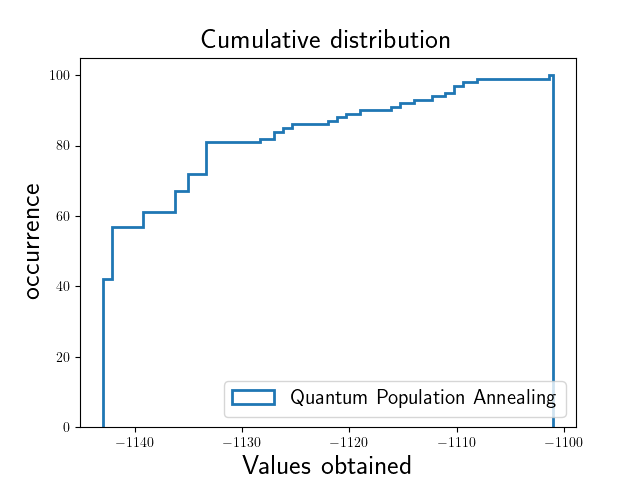 Cumulative distribution
100
80
60
40
20
0
occurrence
Quantum Population Annealing
−1140
−1130
−1120
−1110
−1100
Values obtained